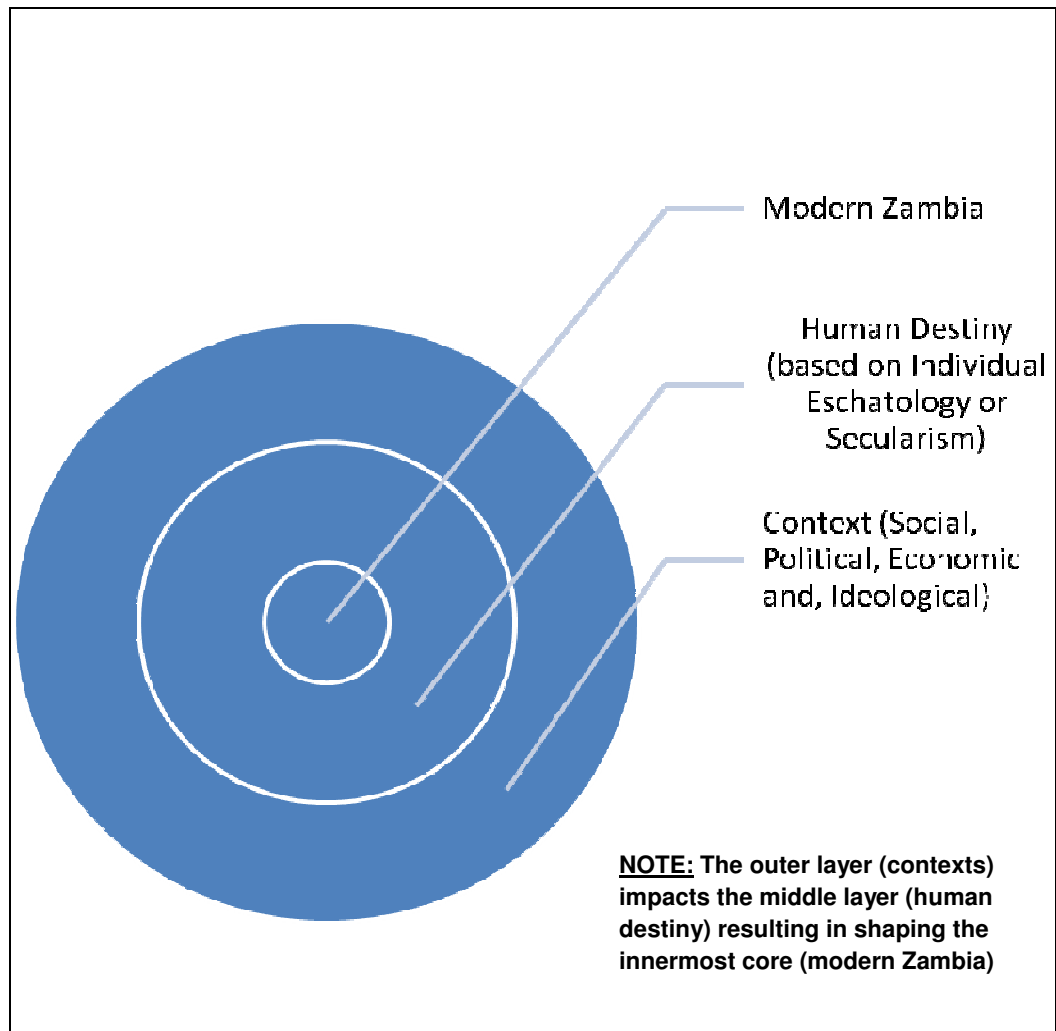 Modern Zambia
Human Destiny
(based on Individual
Eschatology or
Secularism)
Context (Social,
Political, Economic
and, Ideological)
NOTE: The outer layer (contexts)
impacts the middle layer (human
destiny) resulting in shaping the
innermost core (modern Zambia)